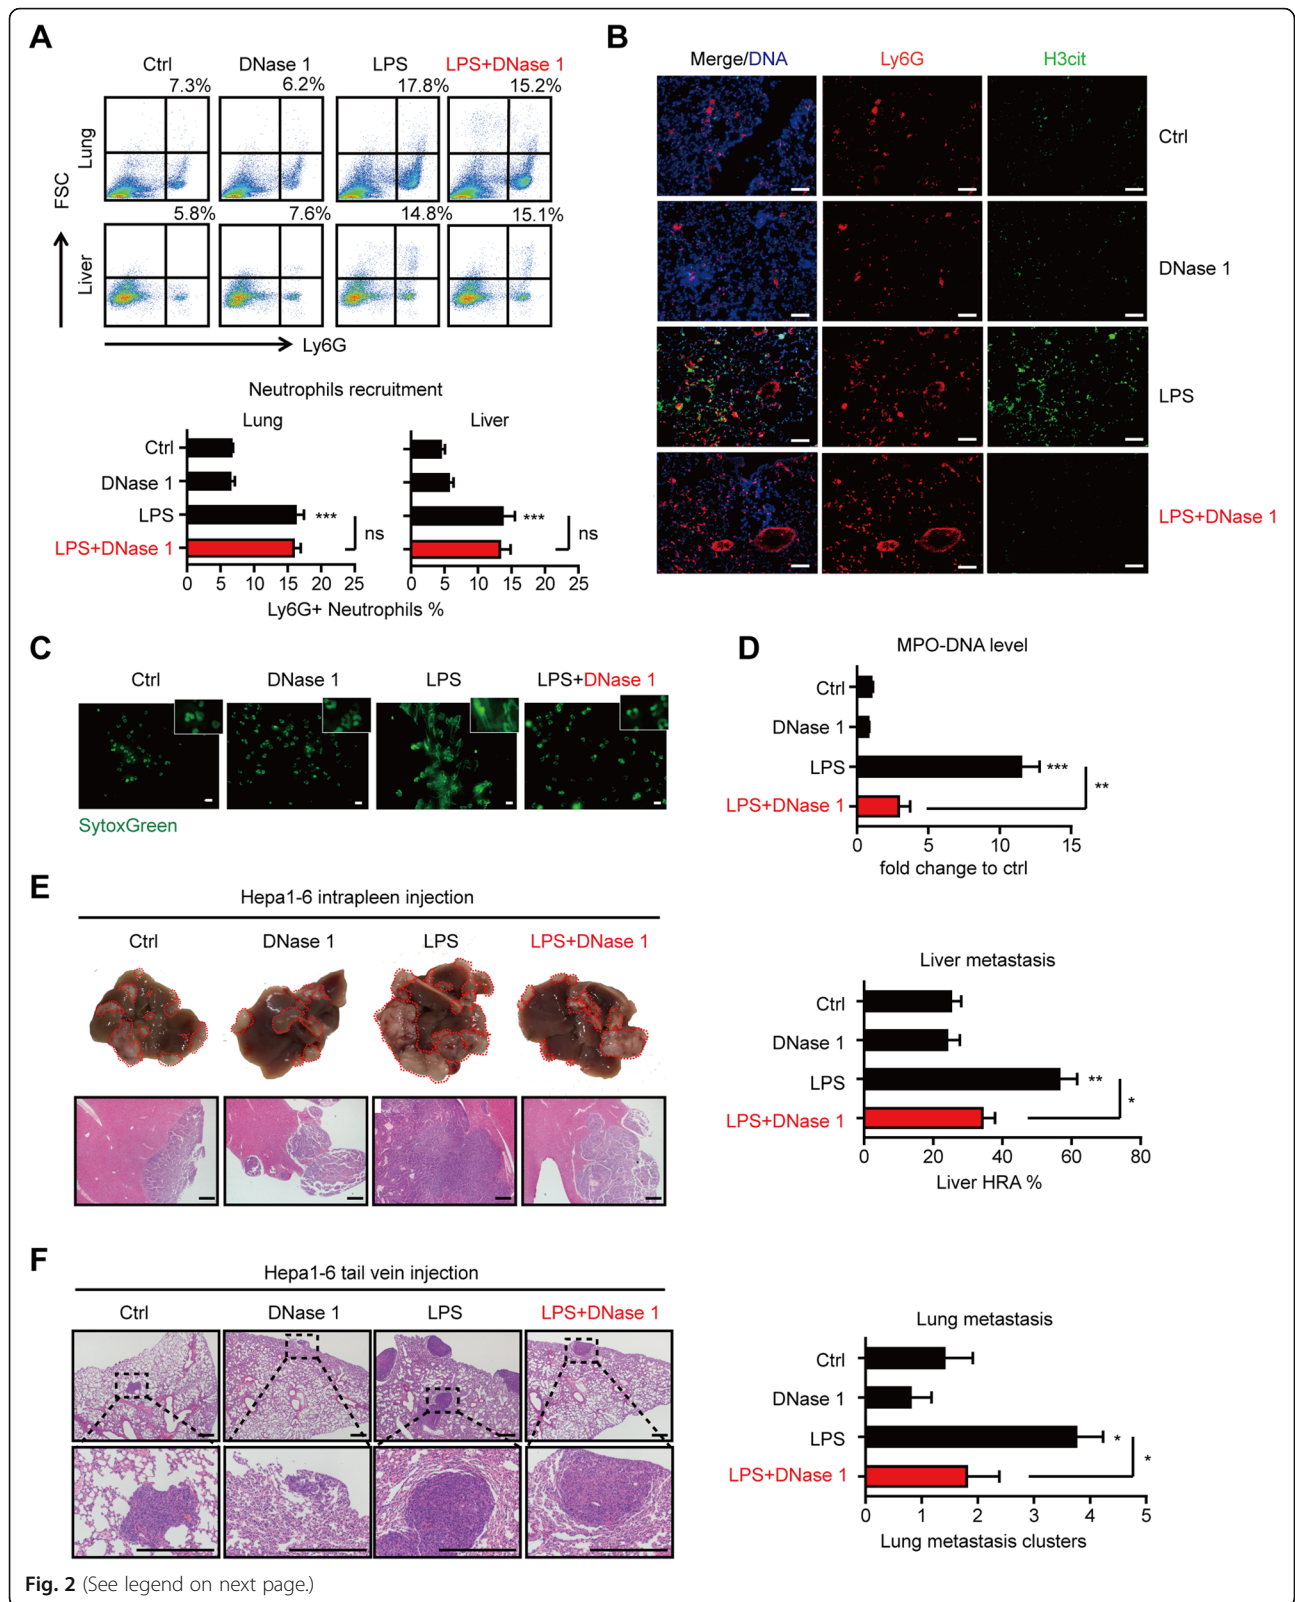 A
Ctrl DNase 1 LPS LPS+DNase 1
7.3% 6.2% 17.8% 15.2%
Lung
5.8% 7.6% 14.8% 15.1%
Liver
FSC
Ly6G
Neutrophils recruitment
Lung Liver
Ctrl
DNase 1
LPS *** ***
LPS+DNase 1 ns ns
0 5 10 15 20 25 0 5 10 15 20 25
Ly6G+ Neutrophils %
B
Merge/DNA Ly6G H3cit
Ctrl
DNase 1
LPS
LPS+DNase 1
C
Ctrl DNase 1 LPS LPS+DNase 1
SytoxGreen
D
MPO-DNA level
Ctrl
DNase 1
LPS ***
**
LPS+DNase 1
0 5 10 15
fold change to ctrl
E
Hepa1-6 intrapleen injection
Ctrl DNase 1 LPS LPS+DNase 1
Liver metastasis
Ctrl
DNase 1
LPS **
*
LPS+DNase 1
0 20 40 60 80
Liver HRA %
F
Hepa1-6 tail vein injection
Ctrl DNase 1 LPS LPS+DNase 1
Lung metastasis
Ctrl
DNase 1
LPS *
*
LPS+DNase 1
0 1 2 3 4 5
Lung metastasis clusters
Fig. 2 (See legend on next page.)